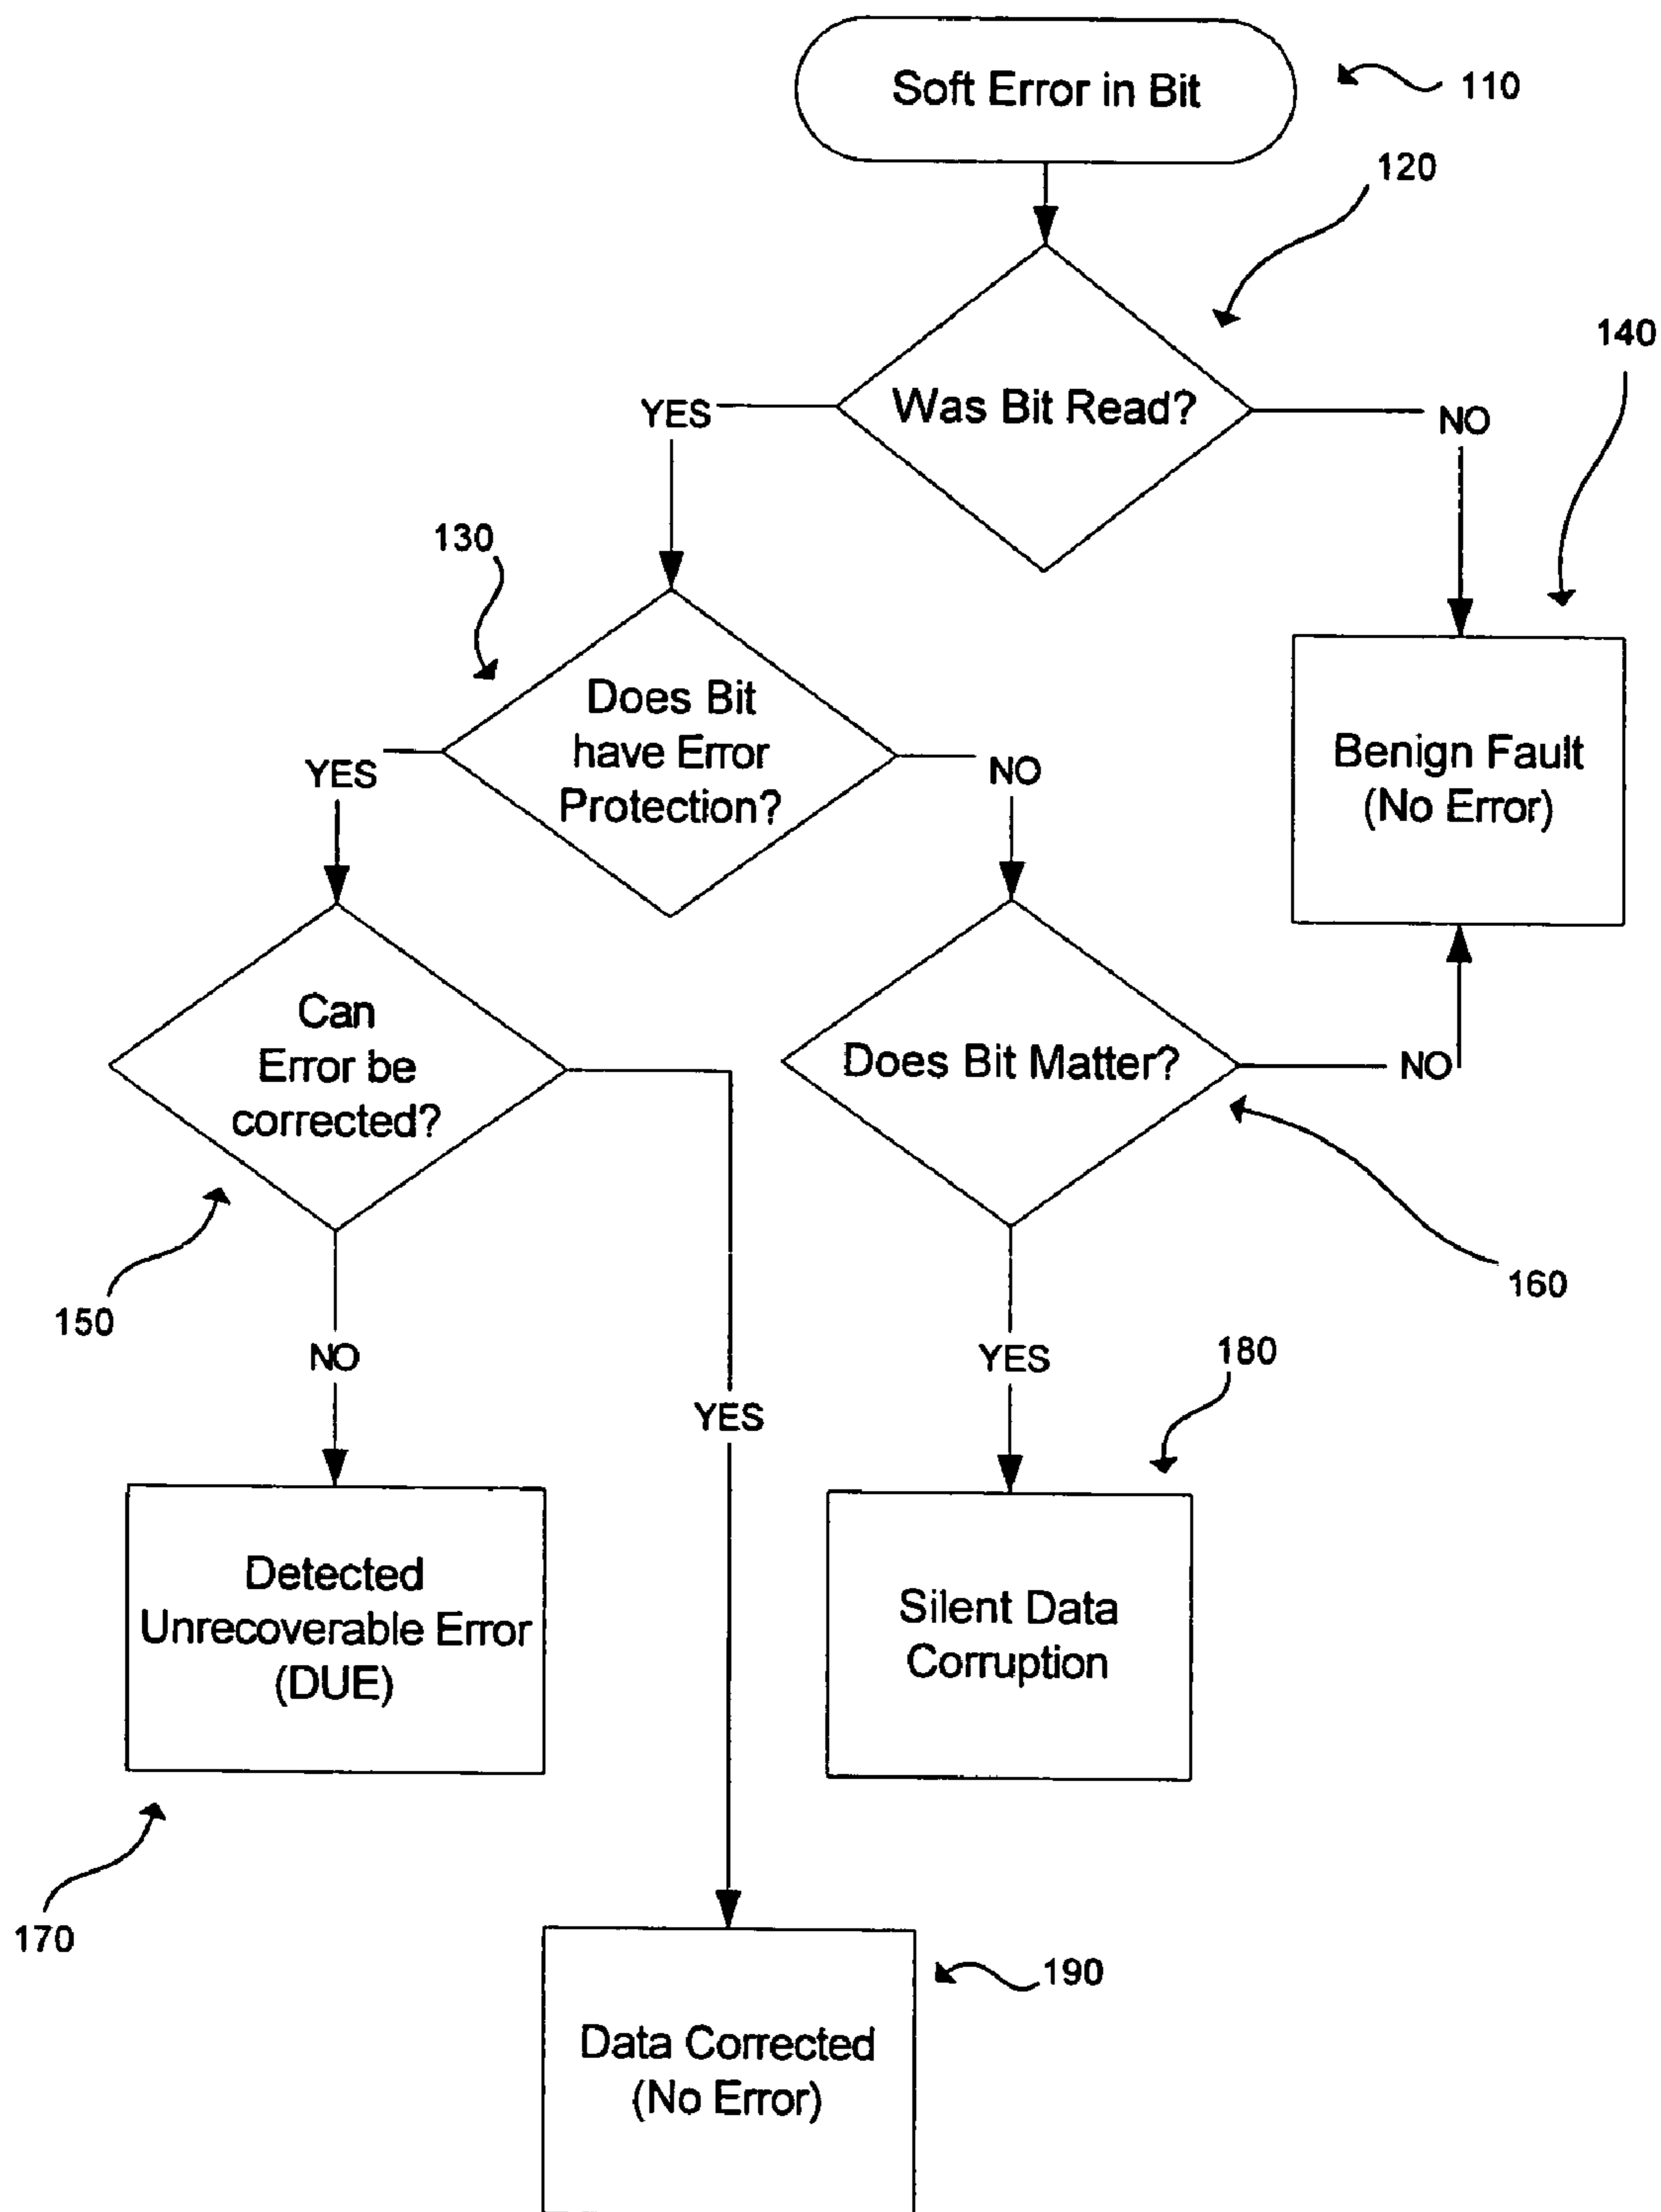 Soft Error in Bit
110
120
Was Bit Read?
YES
NO
140
130
Does Bit
have Error
Protection?
YES
NO
Benign Fault
(No Error)
Can
Error be
corrected?
Does Bit Matter?
NO
150
160
NO
YES
180
YES
Detected
Unrecoverable Error
(DUE)
Silent Data
Corruption
170
190
Data Corrected
(No Error)